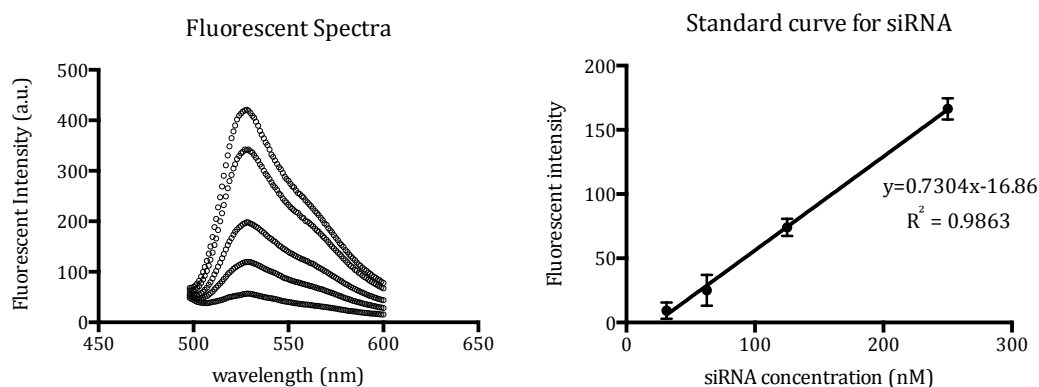 Fluorescent Spectra
Fluorescent Intensity (a.u.)
500
400
300
200
100
0
450
500
550
600
650
wavelength (nm)
Standard curve for siRNA
Fluorescent intensity
200
150
100
50
0
y=0.7304x-16.86
R² = 0.9863
0
100
200
300
siRNA concentration (nM)